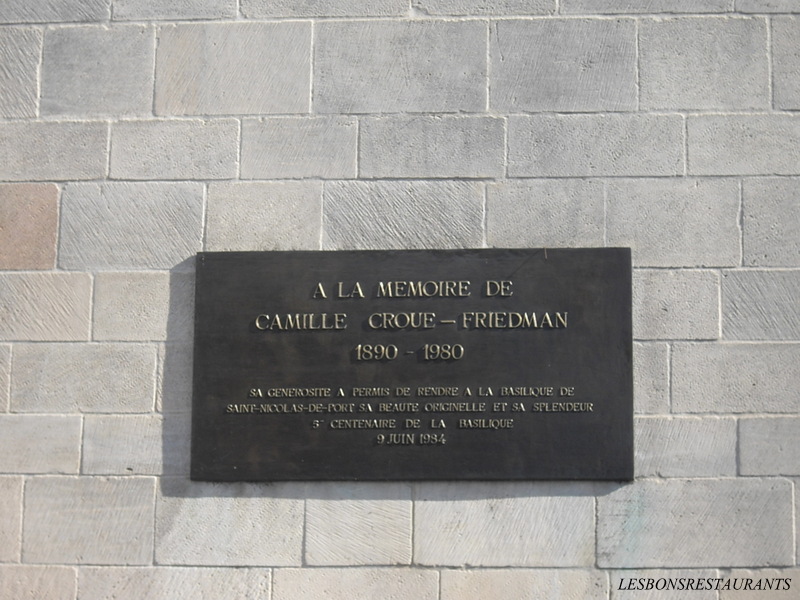 A LA MEMOIRE DE
CAMILLE CROUE – FRIEDMAN
1890 - 1980
SA GENEROSITE A PERMIS DE RENDRE A LA BASILIQUE DE
SAINT-NICOLAS-DE-PORT SA BEAUTE ORIGINELLE ET SA SPLENDEUR
5e CENTENAIRE DE LA BASILIQUE
9 JUIN 1984
LESBONSRESTAURANTS